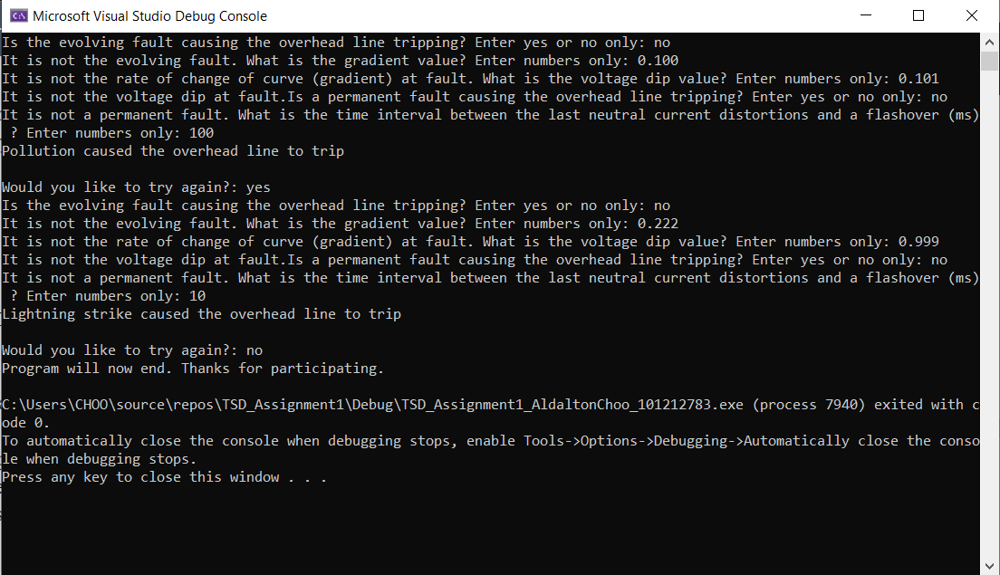 Microsoft Visual Studio Debug Console
Is the evolving fault causing the overhead line tripping? Enter yes or no only: no
It is not the evolving fault. What is the gradient value? Enter numbers only: 0.100
It is not the rate of change of curve (gradient) at fault. What is the voltage dip value? Enter numbers only: 0.101
It is not the voltage dip at fault.Is a permanent fault causing the overhead line tripping? Enter yes or no only: no
It is not a permanent fault. What is the time interval between the last neutral current distortions and a flashover (ms)
? Enter numbers only: 100
Pollution caused the overhead line to trip
Would you like to try again?: yes
Is the evolving fault causing the overhead line tripping? Enter yes or no only: no
It is not the evolving fault. What is the gradient value? Enter numbers only: 0.222
It is not the rate of change of curve (gradient) at fault. What is the voltage dip value? Enter numbers only: 0.999
It is not the voltage dip at fault.Is a permanent fault causing the overhead line tripping? Enter yes or no only: no
It is not a permanent fault. What is the time interval between the last neutral current distortions and a flashover (ms)
? Enter numbers only: 10
Lightning strike caused the overhead line to trip
Would you like to try again?: no
Program will now end. Thanks for participating.
C:\Users\CHOO\source\repos\TSD_Assignment1\Debug\TSD_Assignment1_AldaltonChoo_101212783.exe (process 7940) exited with c
ode 0.
To automatically close the console when debugging stops, enable Tools->Options->Debugging->Automatically close the conso
le when debugging stops.
Press any key to close this window . . .